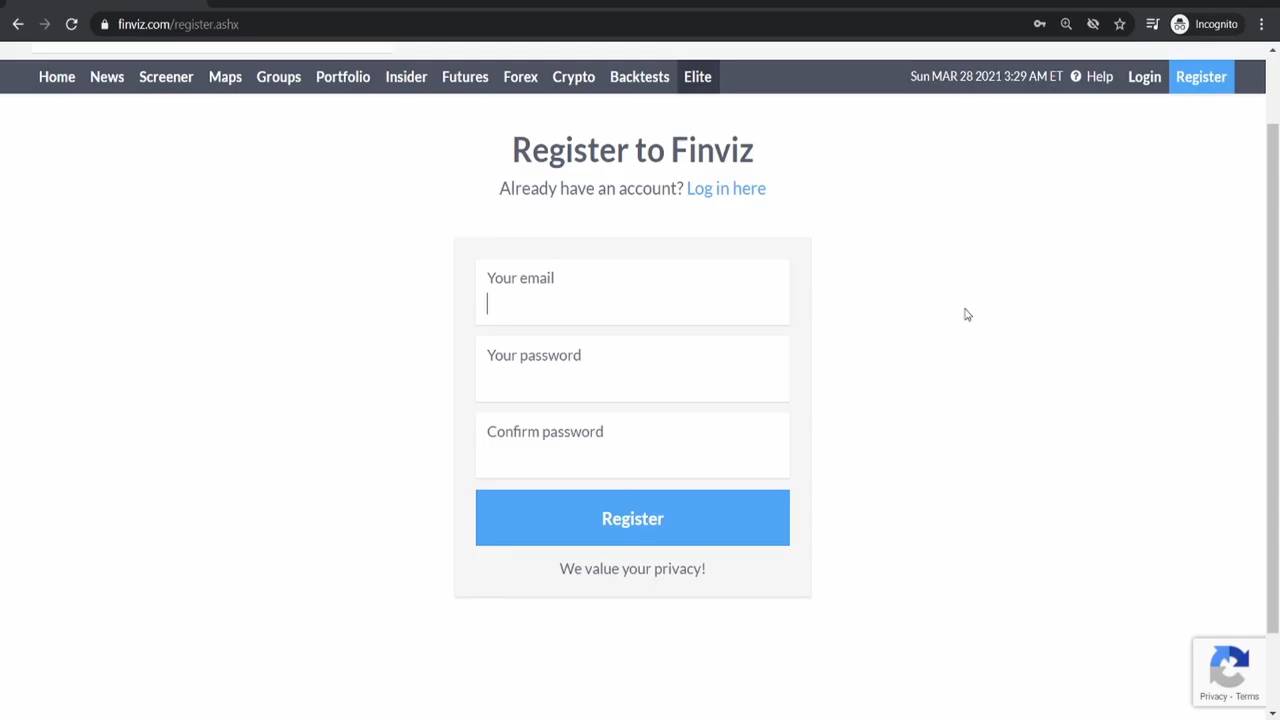 finviz.com/register.ashx
Incognito
Home News Screener Maps Groups Portfolio Insider Futures Forex Crypto Backtests Elite Sun MAR 28 2021 3:29 AM ET Help Login Register
Register to Finviz
Already have an account? Log in here
Your email
Your password
Confirm password
Register
We value your privacy!
Privacy - Terms